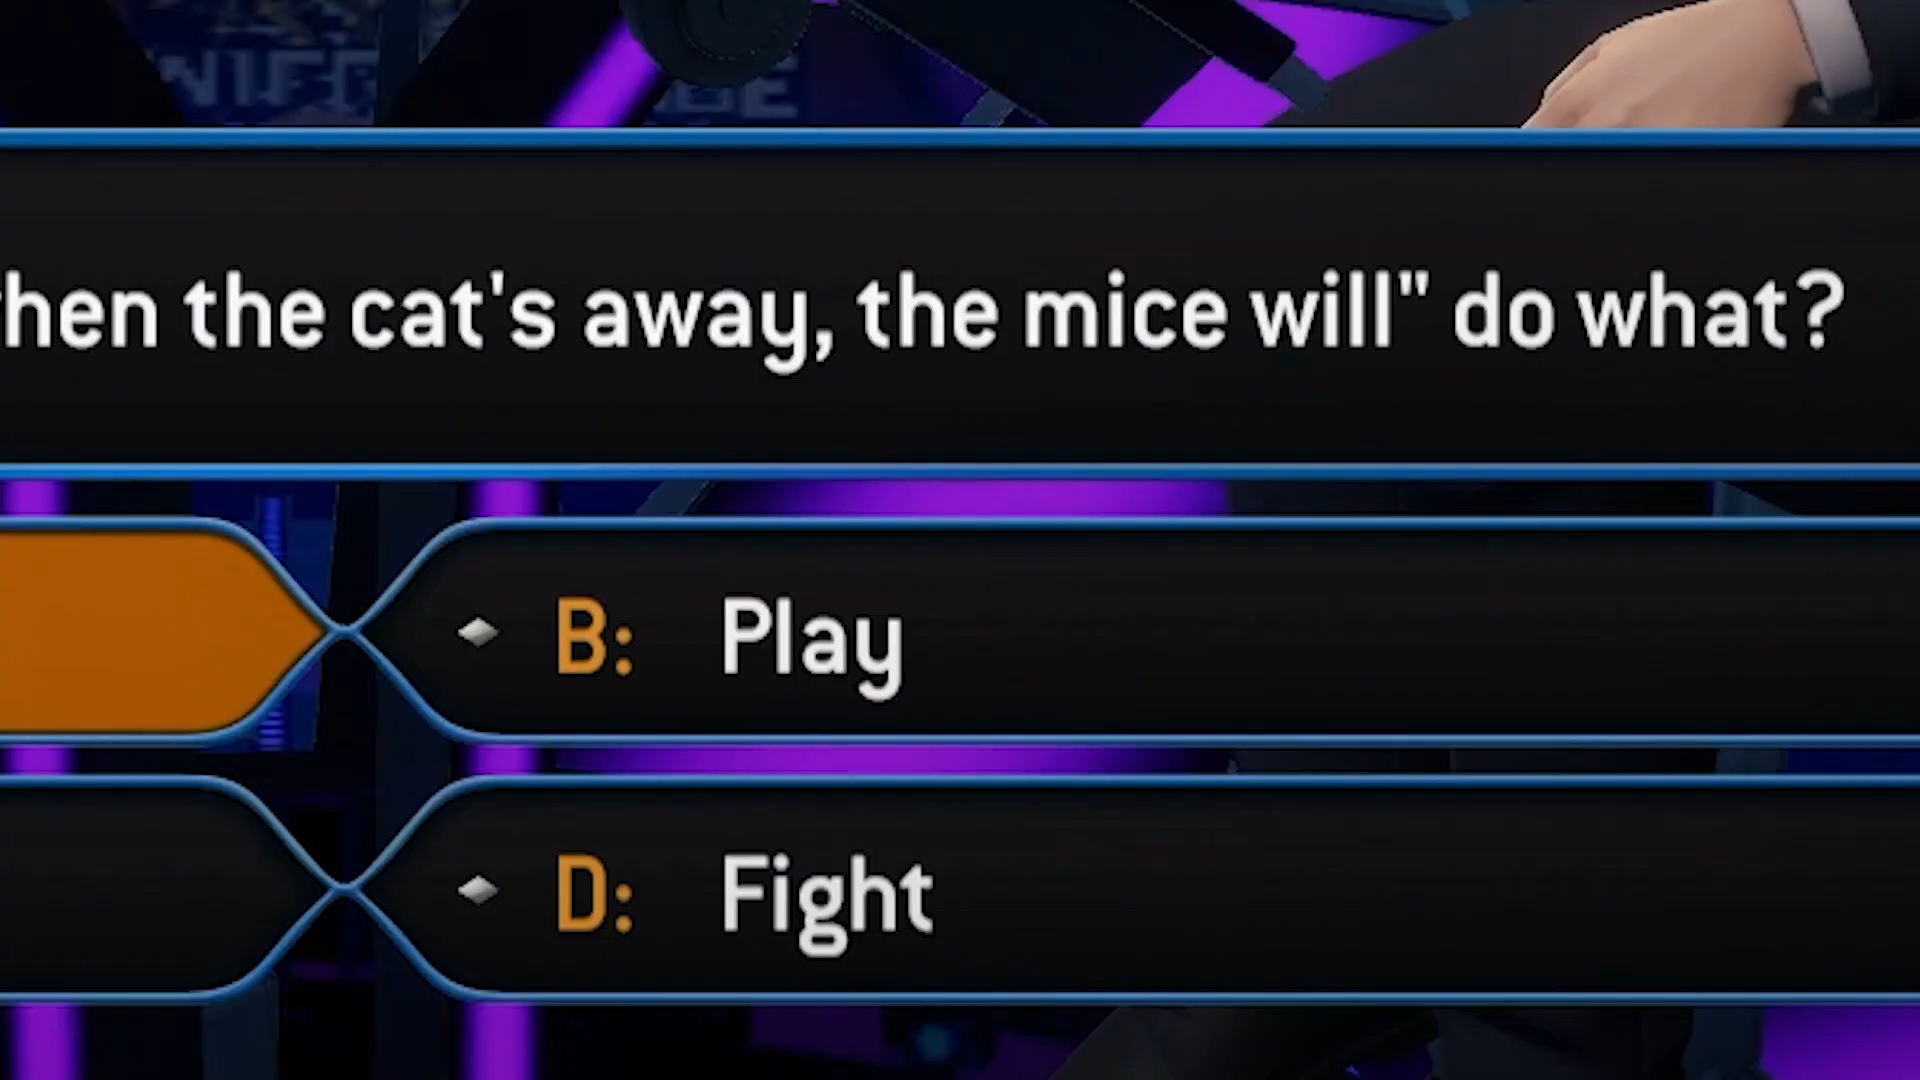 hen the cat's away, the mice will" do what?
B: Play
D: Fight